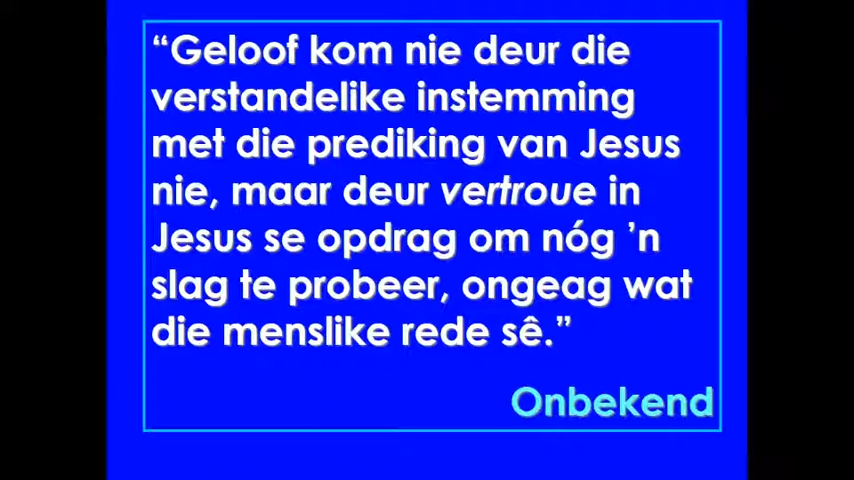 “Geloof kom nie deur die
verstandelike instemming
met die prediking van Jesus
nie, maar deur vertroue in
Jesus se opdrag om nóg ’n
slag te probeer, ongeag wat
die menslike rede sê.”
Onbekend